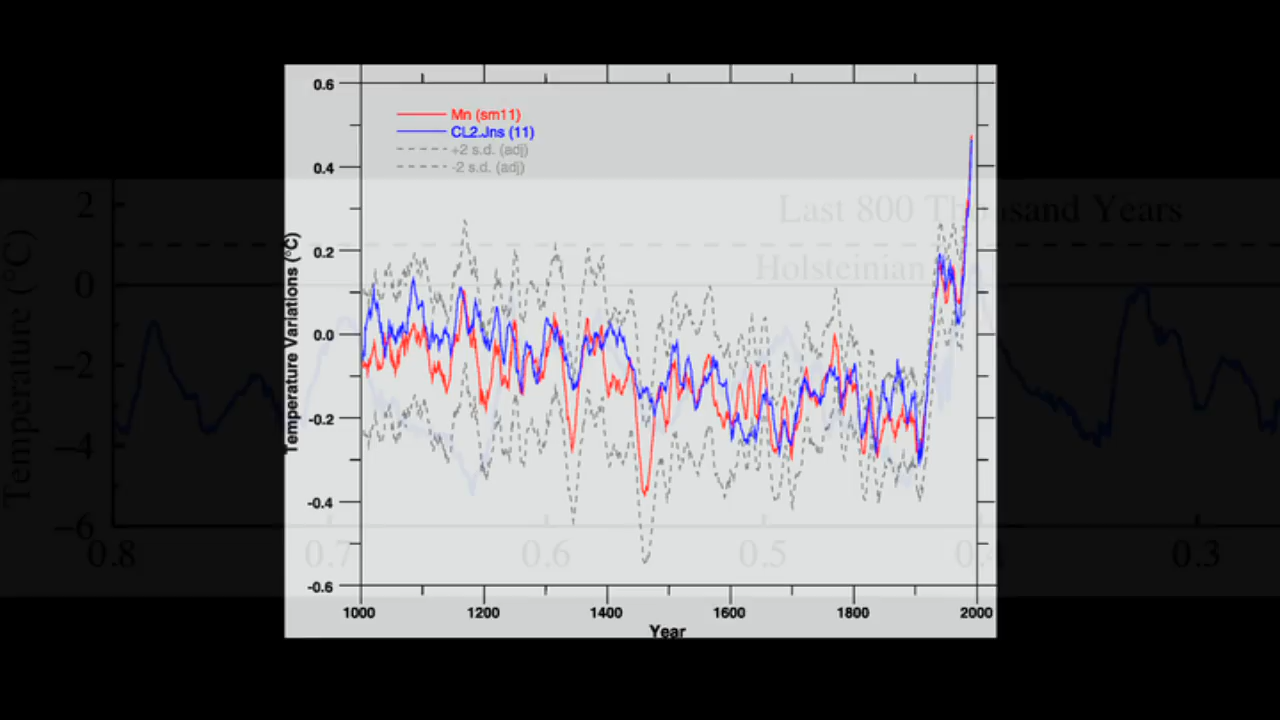 0.6
Mn (sm11)
CL2.Jns (11)
+2 s.d. (adj)
-2 s.d. (adj)
0.4
0.2
0.0
-0.2
-0.4
-0.6
Temperature Variations (°C)
1000 1200 1400 1600 1800 2000
Year
Last 800 Thousand Years
Holsteinian
2
0
−2
−4
−6
Temperature (°C)
0.8 0.7 0.6 0.5 0.4 0.3